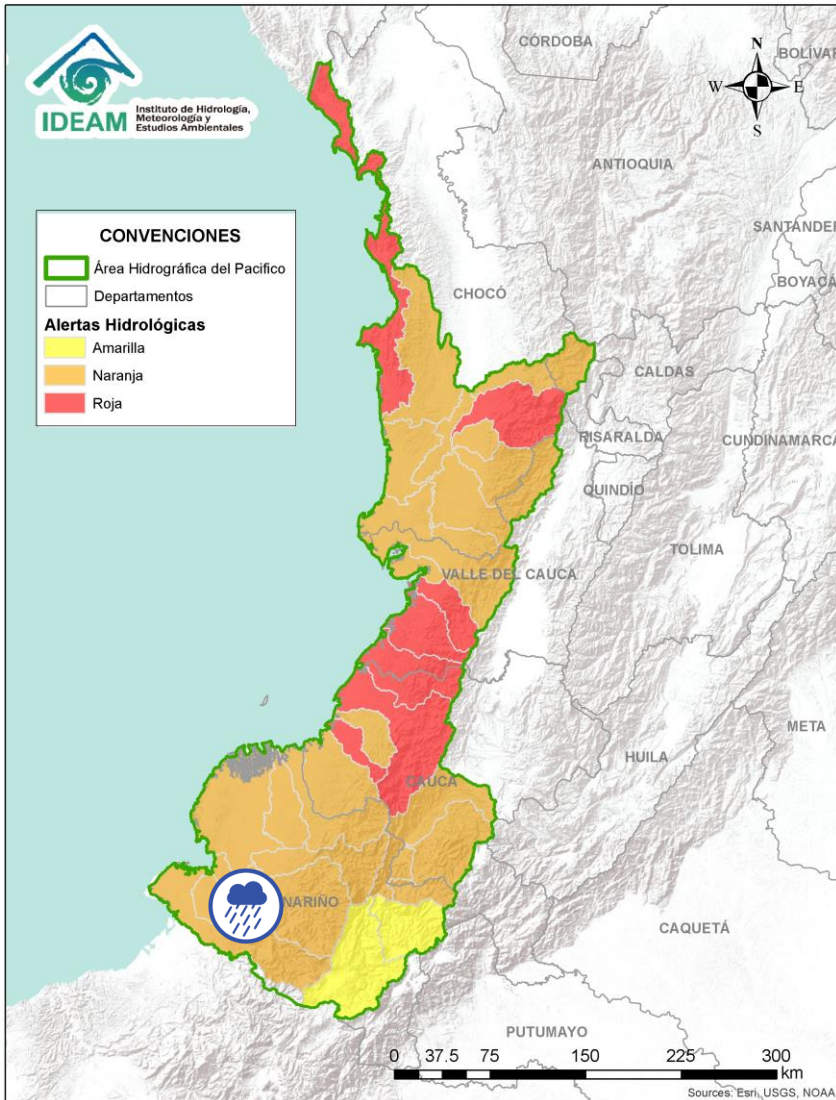 IDEAM
Instituto de Hidrología,
Meteorología y
Estudios Ambientales
CÓRDOBA
BOLÍVAR
N
W
E
S
ANTIOQUIA
SANTANDER
BOYACÁ
CONVENCIONES
Área Hidrográfica del Pacifico
Departamentos
Alertas Hidrológicas
Amarilla
Naranja
Roja
CHOCÓ
CALDAS
RISARALDA
CUNDINAMARCA
QUINDÍO
TOLIMA
VALLE DEL CAUCA
META
HUILA
CAUCA
NARIÑO
CAQUETÁ
PUTUMAYO
0 37.5 75 150 225 300
km
Sources: Esri, USGS, NOAA